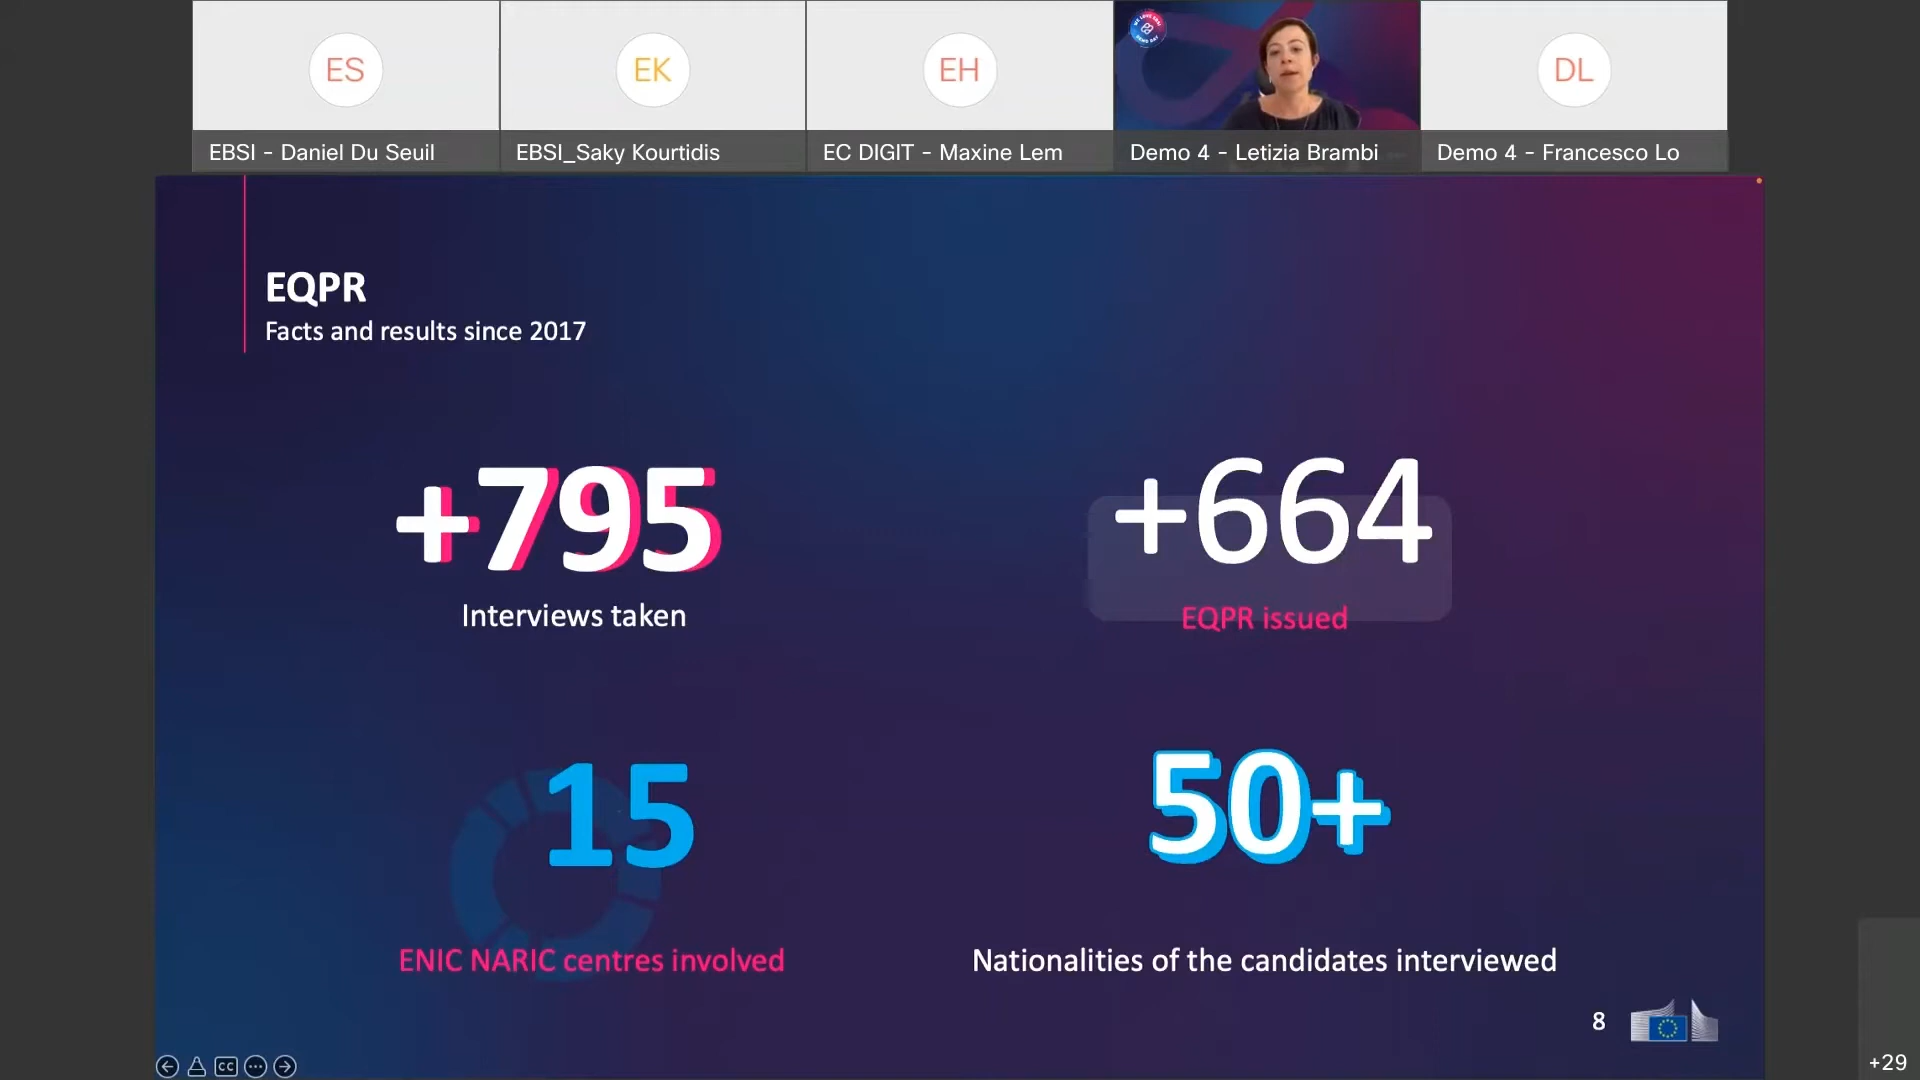 ES
EK
EH
DL
EBSI - Daniel Du Seuil
EBSI_Saky Kourtidis
EC DIGIT - Maxine Lem
Demo 4 - Letizia Brambi
Demo 4 - Francesco Lo
EQPR
Facts and results since 2017
+795
Interviews taken
+664
EQPR issued
15
ENIC NARIC centres involved
50+
Nationalities of the candidates interviewed
8
CC
+29